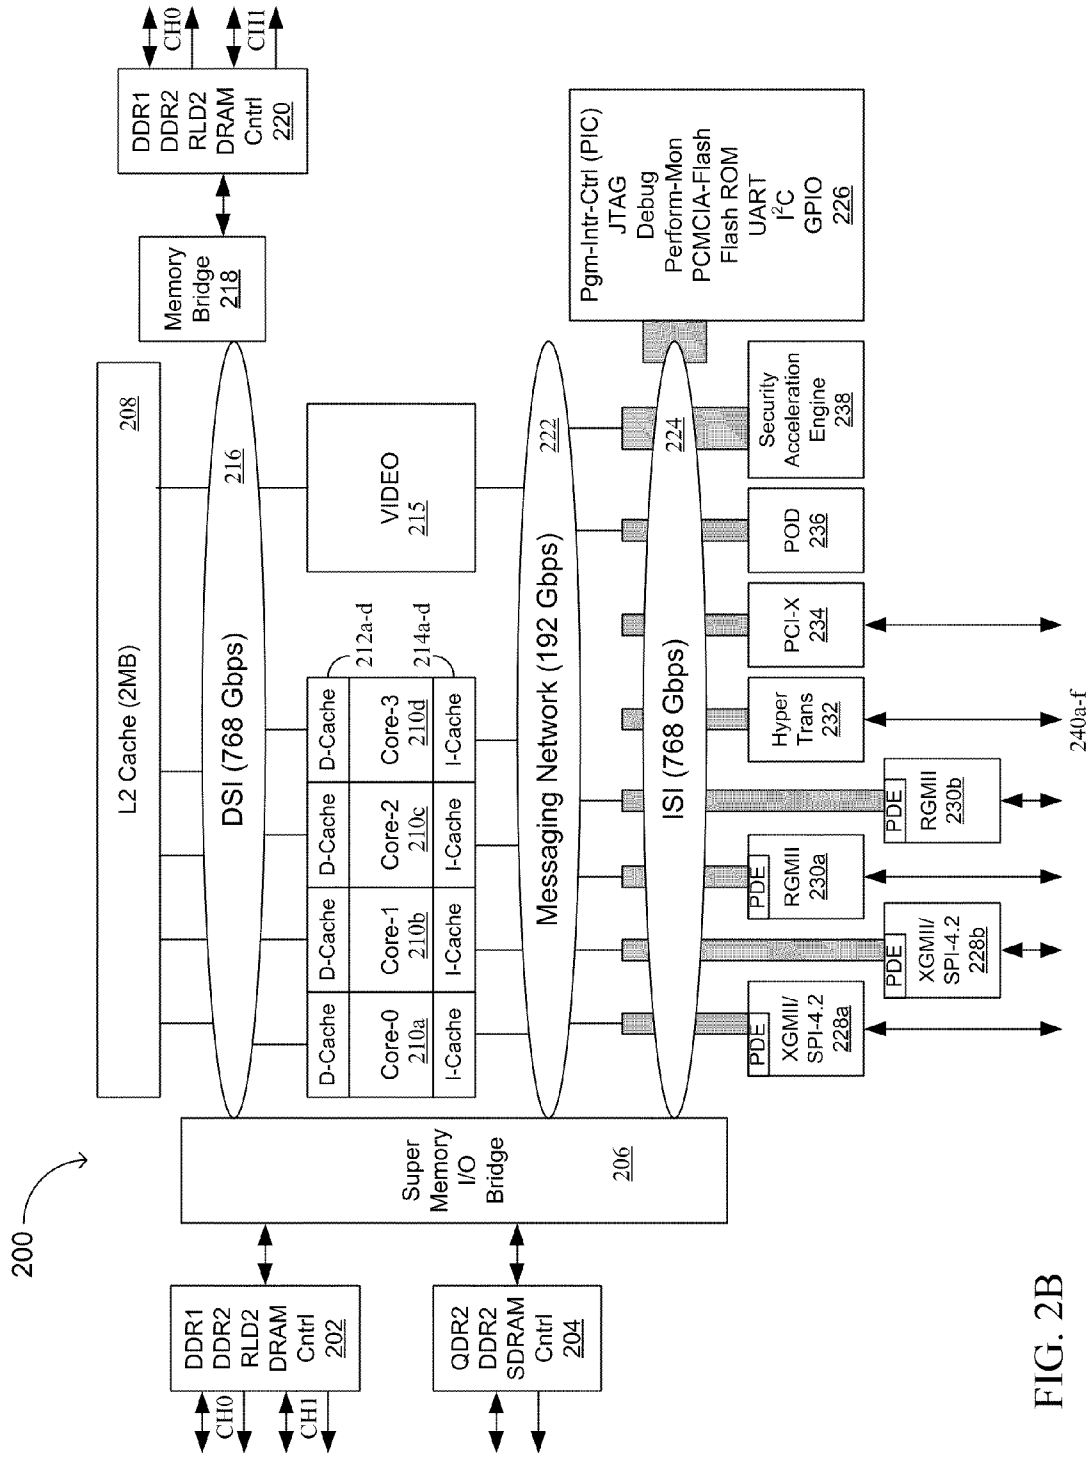 200
L2 Cache (2MB) 208
DDR1
DDR2
RLD2
DRAM
Cntrl
202
CH0
CH1
QDR2
DDR2
SDRAM
Cntrl
204
Super
Memory
I/O
Bridge
206
DSI (768 Gbps) 216
Memory
Bridge
218
DDR1
DDR2
RLD2
DRAM
Cntrl
220
CH0
CH1
D-Cache D-Cache D-Cache D-Cache
212a-d
Core-0 Core-1 Core-2 Core-3
210a 210b 210c 210d
214a-d
I-Cache I-Cache I-Cache I-Cache
VIDEO
215
Messaging Network (192 Gbps) 222
ISI (768 Gbps) 224
Pgm-Intr-Ctrl (PIC)
JTAG
Debug
Perform-Mon
PCMCIA-Flash
Flash ROM
UART
I²C
GPIO
226
PDE
XGMII/
SPI-4.2
228a
PDE
XGMII/
SPI-4.2
228b
PDE
RGMII
230a
PDE
RGMII
230b
Hyper
Trans
232
PCI-X
234
POD
236
Security
Acceleration
Engine
238
240a-f
FIG. 2B